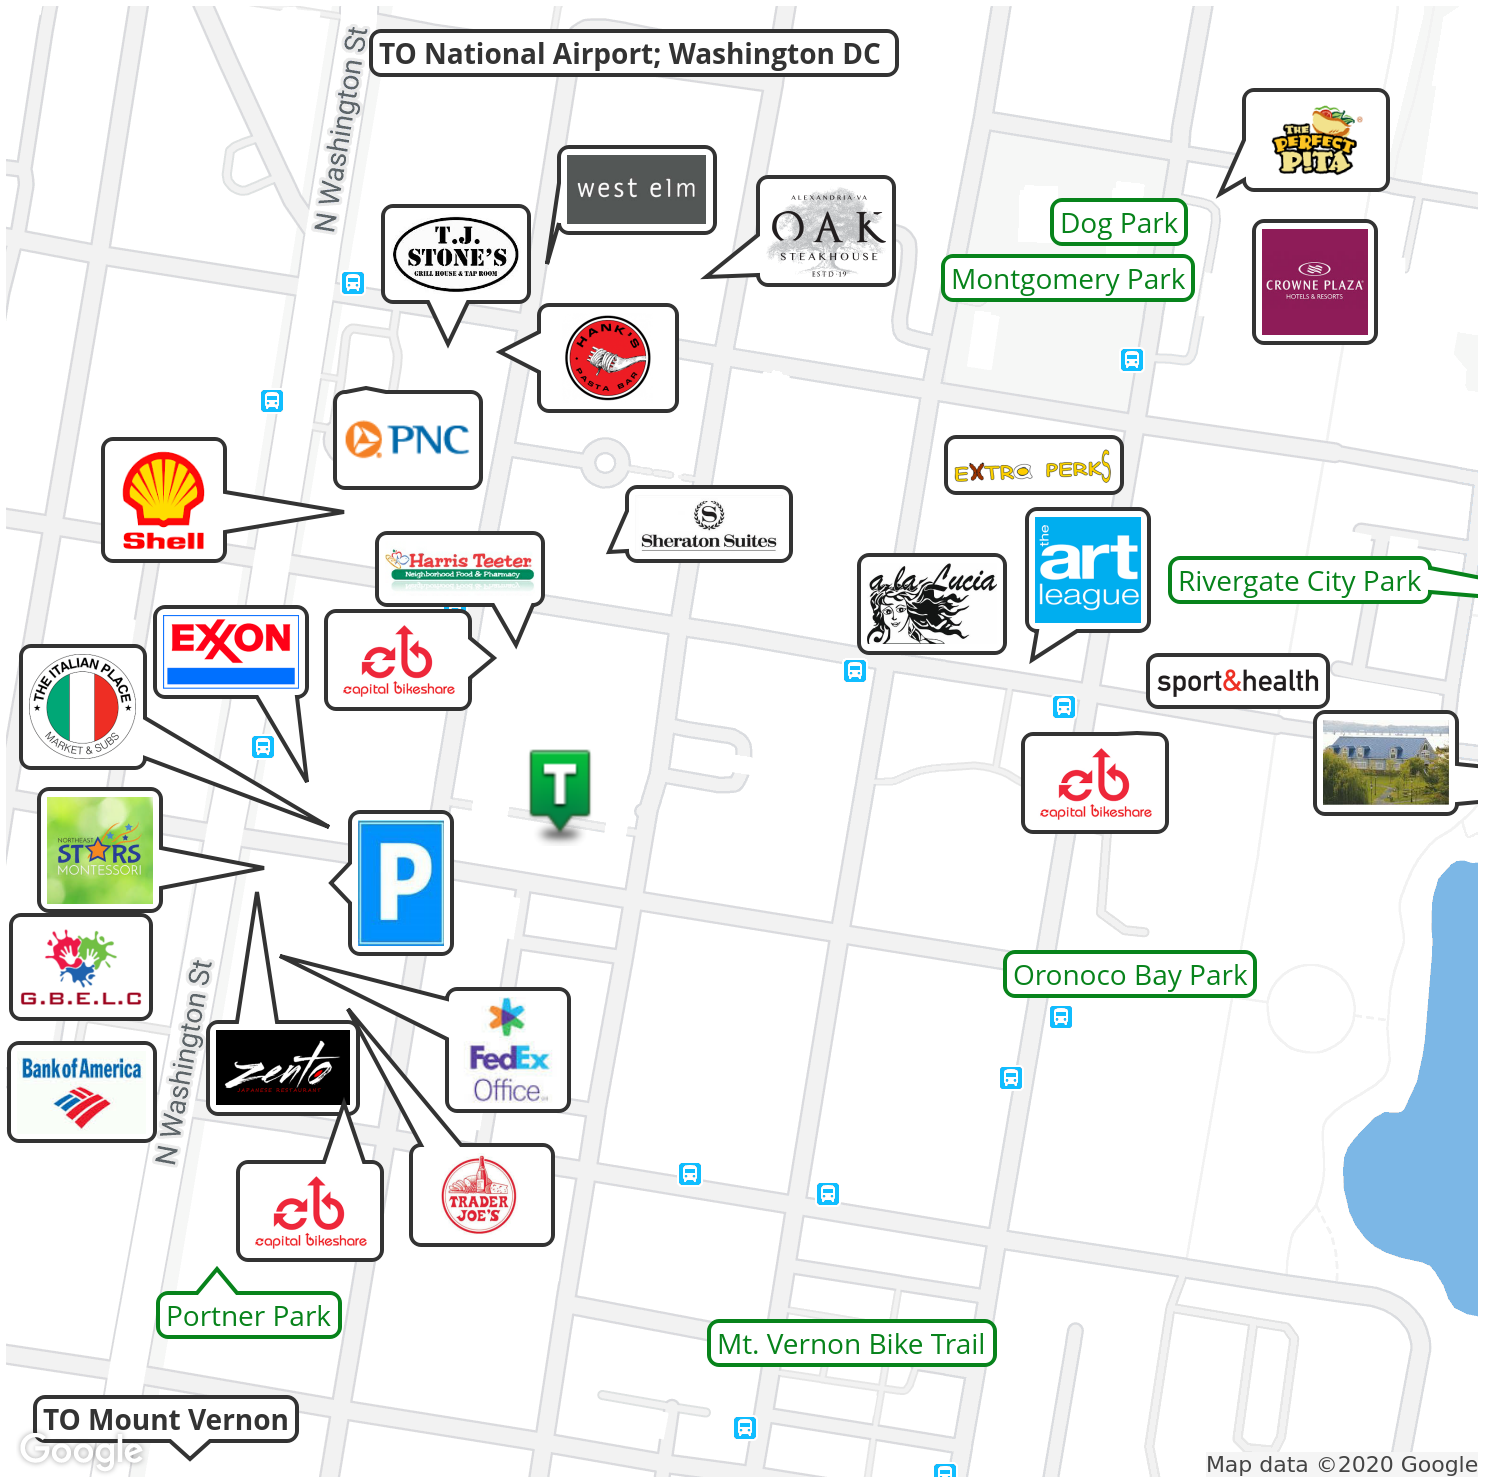 TO National Airport; Washington DC
N Washington St
THE
PERFECT
PITA
®
west elm
ALEXANDRIA·VA
OAK
STEAKHOUSE
ESTD·19
T.J.
STONE'S
GRILL HOUSE & TAP ROOM
Dog Park
Montgomery Park
CROWNE PLAZA
HOTELS & RESORTS
HANK'S
PASTA BAR
PNC
EXTRA PERKS
Shell
S
Sheraton Suites
Harris Teeter
Neighborhood Food & Pharmacy
the
art
league
a la Lucia
Rivergate City Park
EXXON
capital bikeshare
THE ITALIAN PLACE
MARKET & SUBS
sport&health
T
capital bikeshare
NORTHEAST
STARS
MONTESSORI
P
G.B.E.L.C
Oronoco Bay Park
N Washington St
Bank of America
zento
JAPANESE RESTAURANT
FedEx
Office
TRADER
JOE'S
capital bikeshare
Portner Park
Mt. Vernon Bike Trail
TO Mount Vernon
Google
Map data ©2020 Google